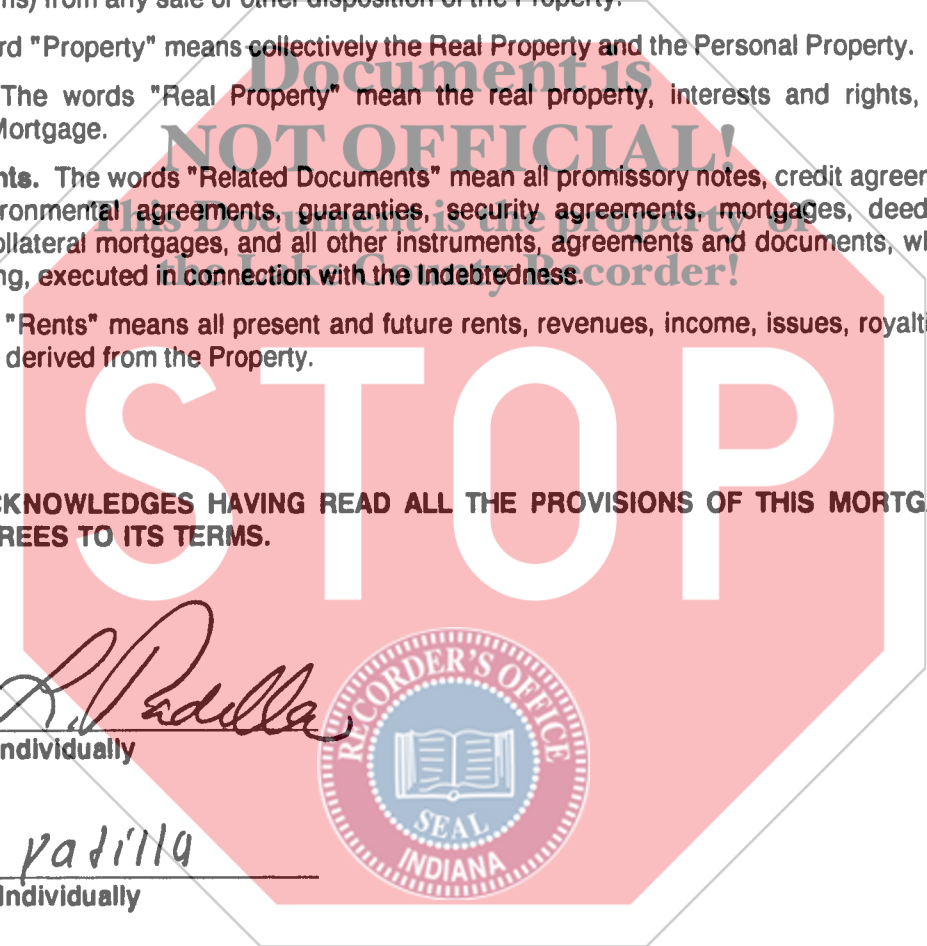 ns) from any sale or other disposition of the Property.
rd "Property" means collectively the Real Property and the Personal Property.
The words "Real Property" mean the real property, interests and rights,
Mortgage.
nts. The words "Related Documents" mean all promissory notes, credit agreer
ronmental agreements, guaranties, security agreements, mortgages, deed
ollateral mortgages, and all other instruments, agreements and documents, wh
ng, executed in connection with the Indebtedness.
"Rents" means all present and future rents, revenues, income, issues, royalti
derived from the Property.
Document is
NOT OFFICIAL!
This Document is the property of
the Lake County Recorder!
STOP
CKNOWLEDGES HAVING READ ALL THE PROVISIONS OF THIS MORTGA
REES TO ITS TERMS.
L. Padilla
ndividually
padilla
Individually
RECORDER'S OFFICE
SEAL
INDIANA